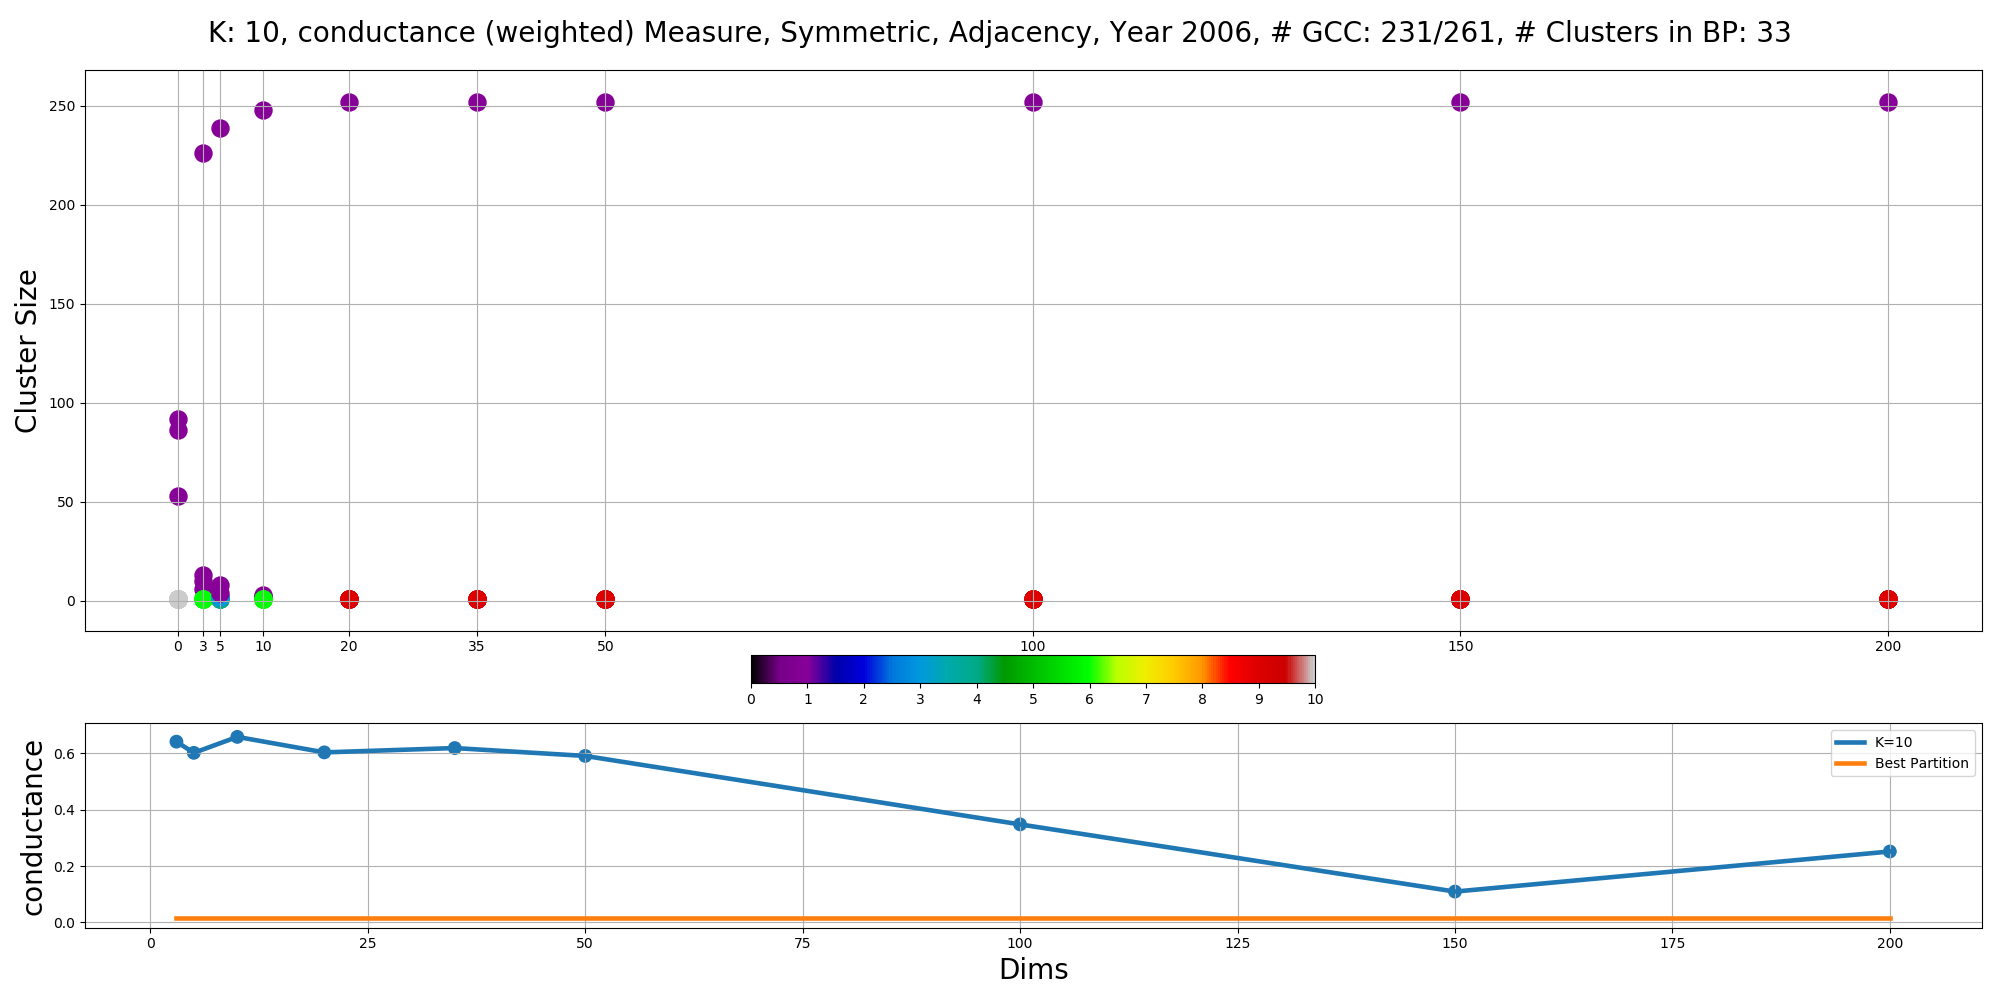 K: 10, conductance (weighted) Measure, Symmetric, Adjacency, Year 2006, # GCC: 231/261, # Clusters in BP: 33
Cluster Size
250
200
150
100
50
0
0 3 5 10 20 35 50 100 150 200
0 1 2 3 4 5 6 7 8 9 10
conductance
0.6
0.4
0.2
0.0
K=10
Best Partition
0 25 50 75 100 125 150 175 200
Dims